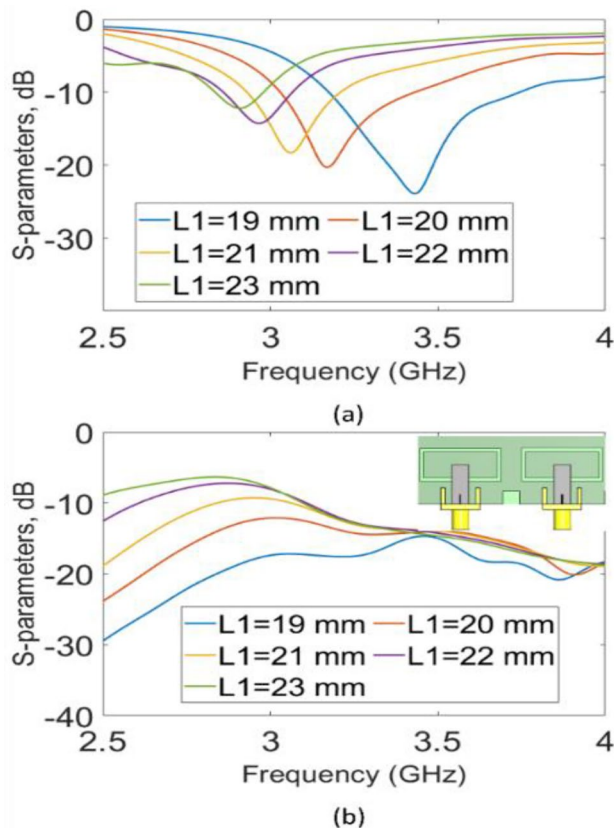 0
-10
-20
-30
S-parameters, dB
L1=19 mm L1=20 mm
L1=21 mm L1=22 mm
L1=23 mm
2.5 3 3.5 4
Frequency (GHz)
(a)
0
-10
-20
-30
-40
S-parameters, dB
L1=19 mm L1=20 mm
L1=21 mm L1=22 mm
L1=23 mm
2.5 3 3.5 4
Frequency (GHz)
(b)